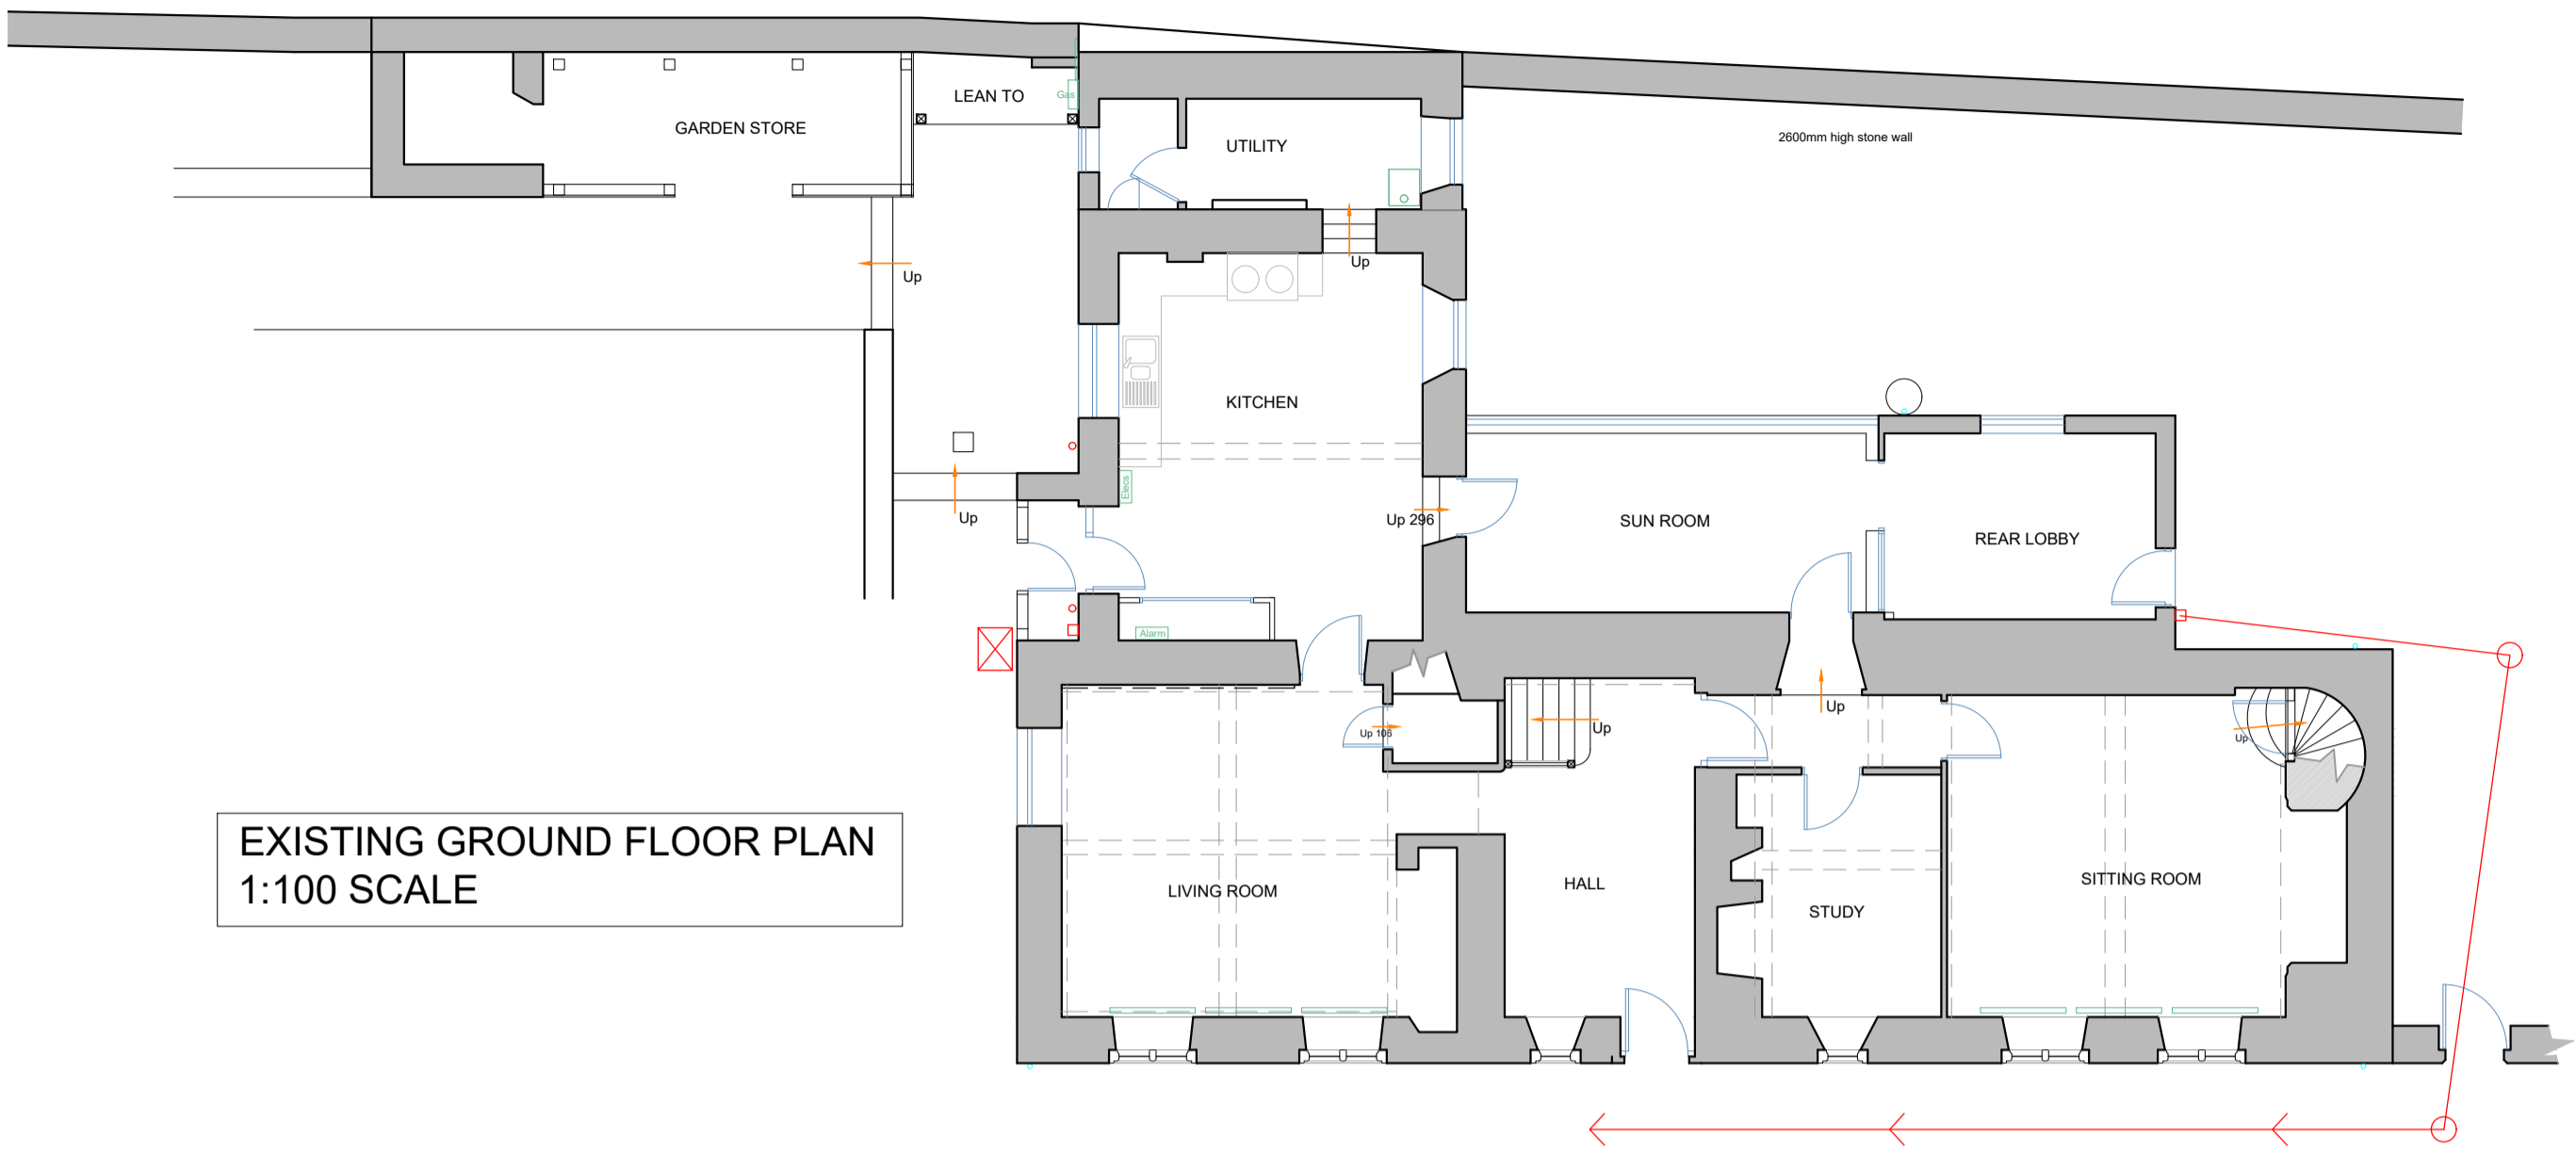 LEAN TO
Gas
GARDEN STORE
2600mm high stone wall
UTILITY
Up
Up
KITCHEN
Elecs
Up
Up 296
SUN ROOM
REAR LOBBY
Alarm
Up
Up 106
Up
Up
EXISTING GROUND FLOOR PLAN
1:100 SCALE
LIVING ROOM
HALL
STUDY
SITTING ROOM